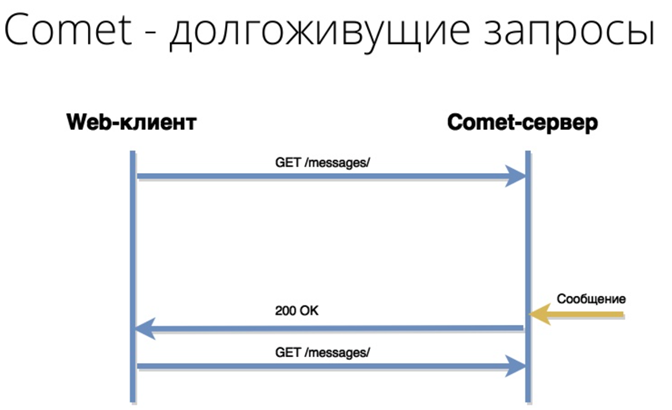 Comet - долгоживущие запросы
Web-клиент
Comet-сервер
GET /messages/
Сообщение
200 OK
GET /messages/